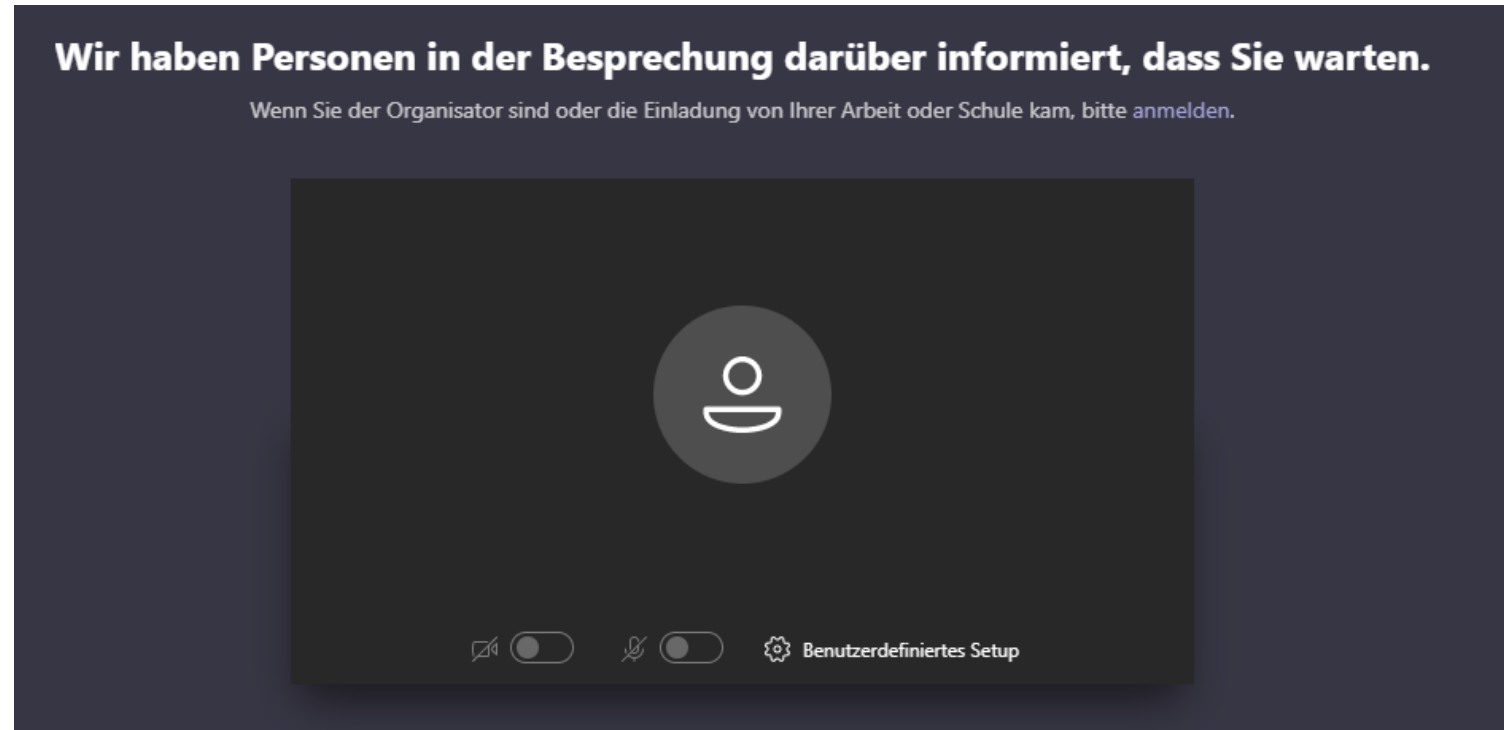 Wir haben Personen in der Besprechung darüber informiert, dass Sie warten.
Wenn Sie der Organisator sind oder die Einladung von Ihrer Arbeit oder Schule kam, bitte anmelden.
Benutzerdefiniertes Setup